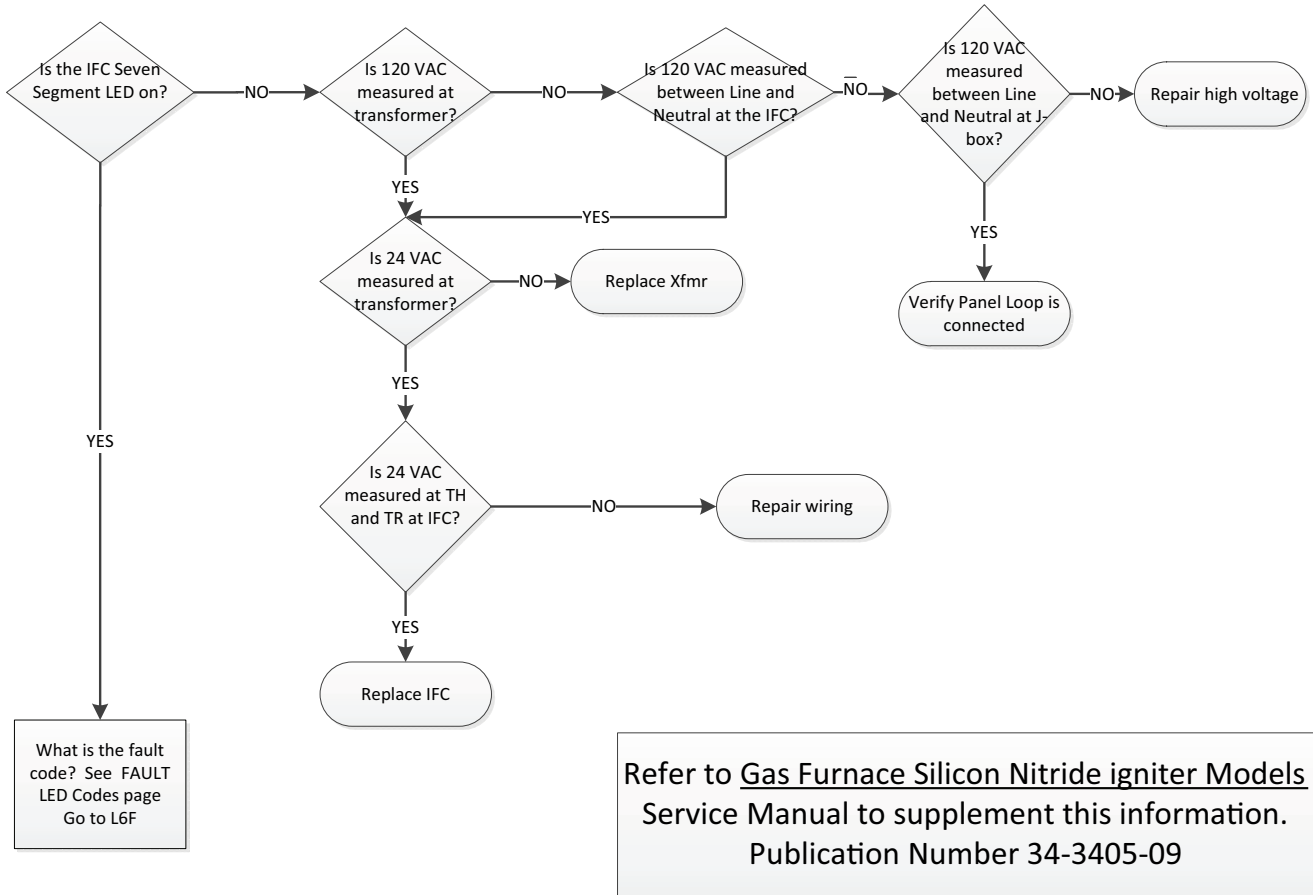 Is the IFC Seven
Segment LED on?
NO
Is 120 VAC
measured at
transformer?
NO
Is 120 VAC measured
between Line and
Neutral at the IFC?
NO
Is 120 VAC
measured
between Line
and Neutral at J-
box?
NO
Repair high voltage
YES
YES
YES
Verify Panel Loop is
connected
Is 24 VAC
measured at
transformer?
NO
Replace Xfmr
YES
YES
Is 24 VAC
measured at TH
and TR at IFC?
NO
Repair wiring
YES
Replace IFC
What is the fault
code? See FAULT
LED Codes page
Go to L6F
Refer to Gas Furnace Silicon Nitride igniter Models
Service Manual to supplement this information.
Publication Number 34-3405-09